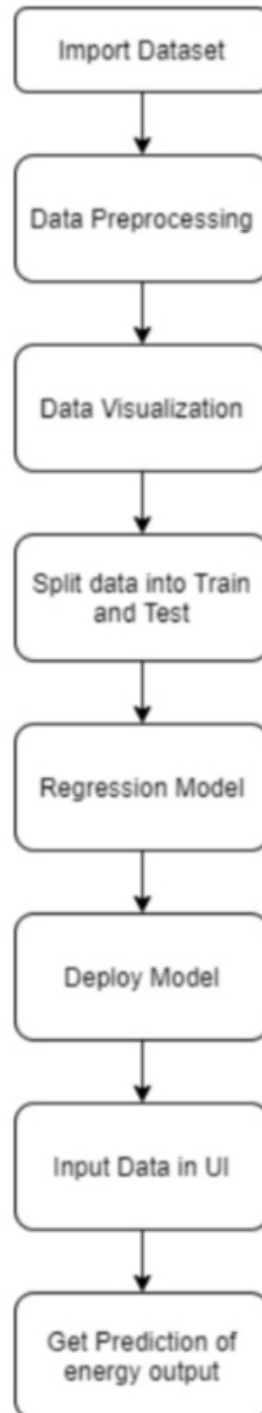 Import Dataset
Data Preprocessing
Data Visualization
Split data into Train
and Test
Regression Model
Deploy Model
Input Data in UI
Get Prediction of
energy output